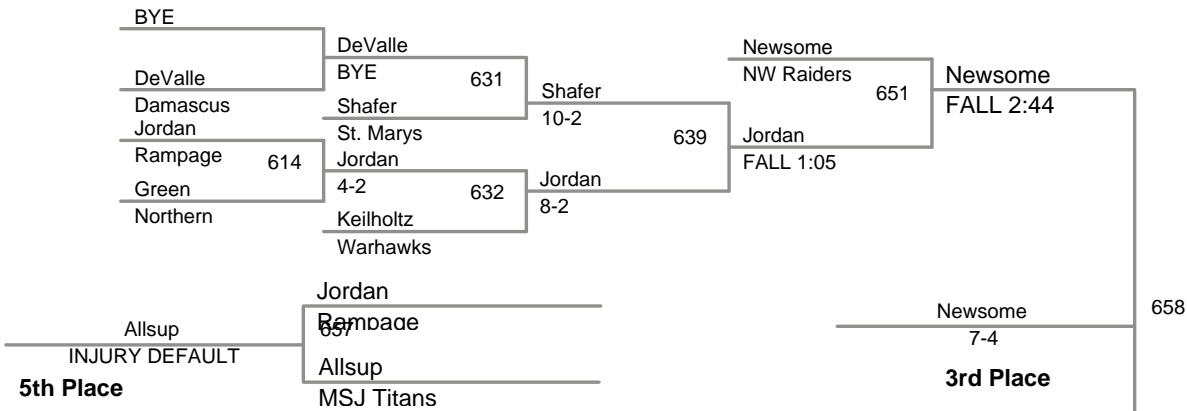 BYE
DeValle
Damascus
Jordan
Rampage
614
Green
Northern
DeValle
BYE
631
Shafer
St. Marys
Jordan
4-2
632
Keilholtz
Warhawks
Shafer
10-2
639
Jordan
8-2
Newsome
NW Raiders
651
Jordan
FALL 1:05
Newsome
FALL 2:44
658
Newsome
7-4
3rd Place
Jordan
Rampage
657
Allsup
MSJ Titans
Allsup
INJURY DEFAULT
5th Place